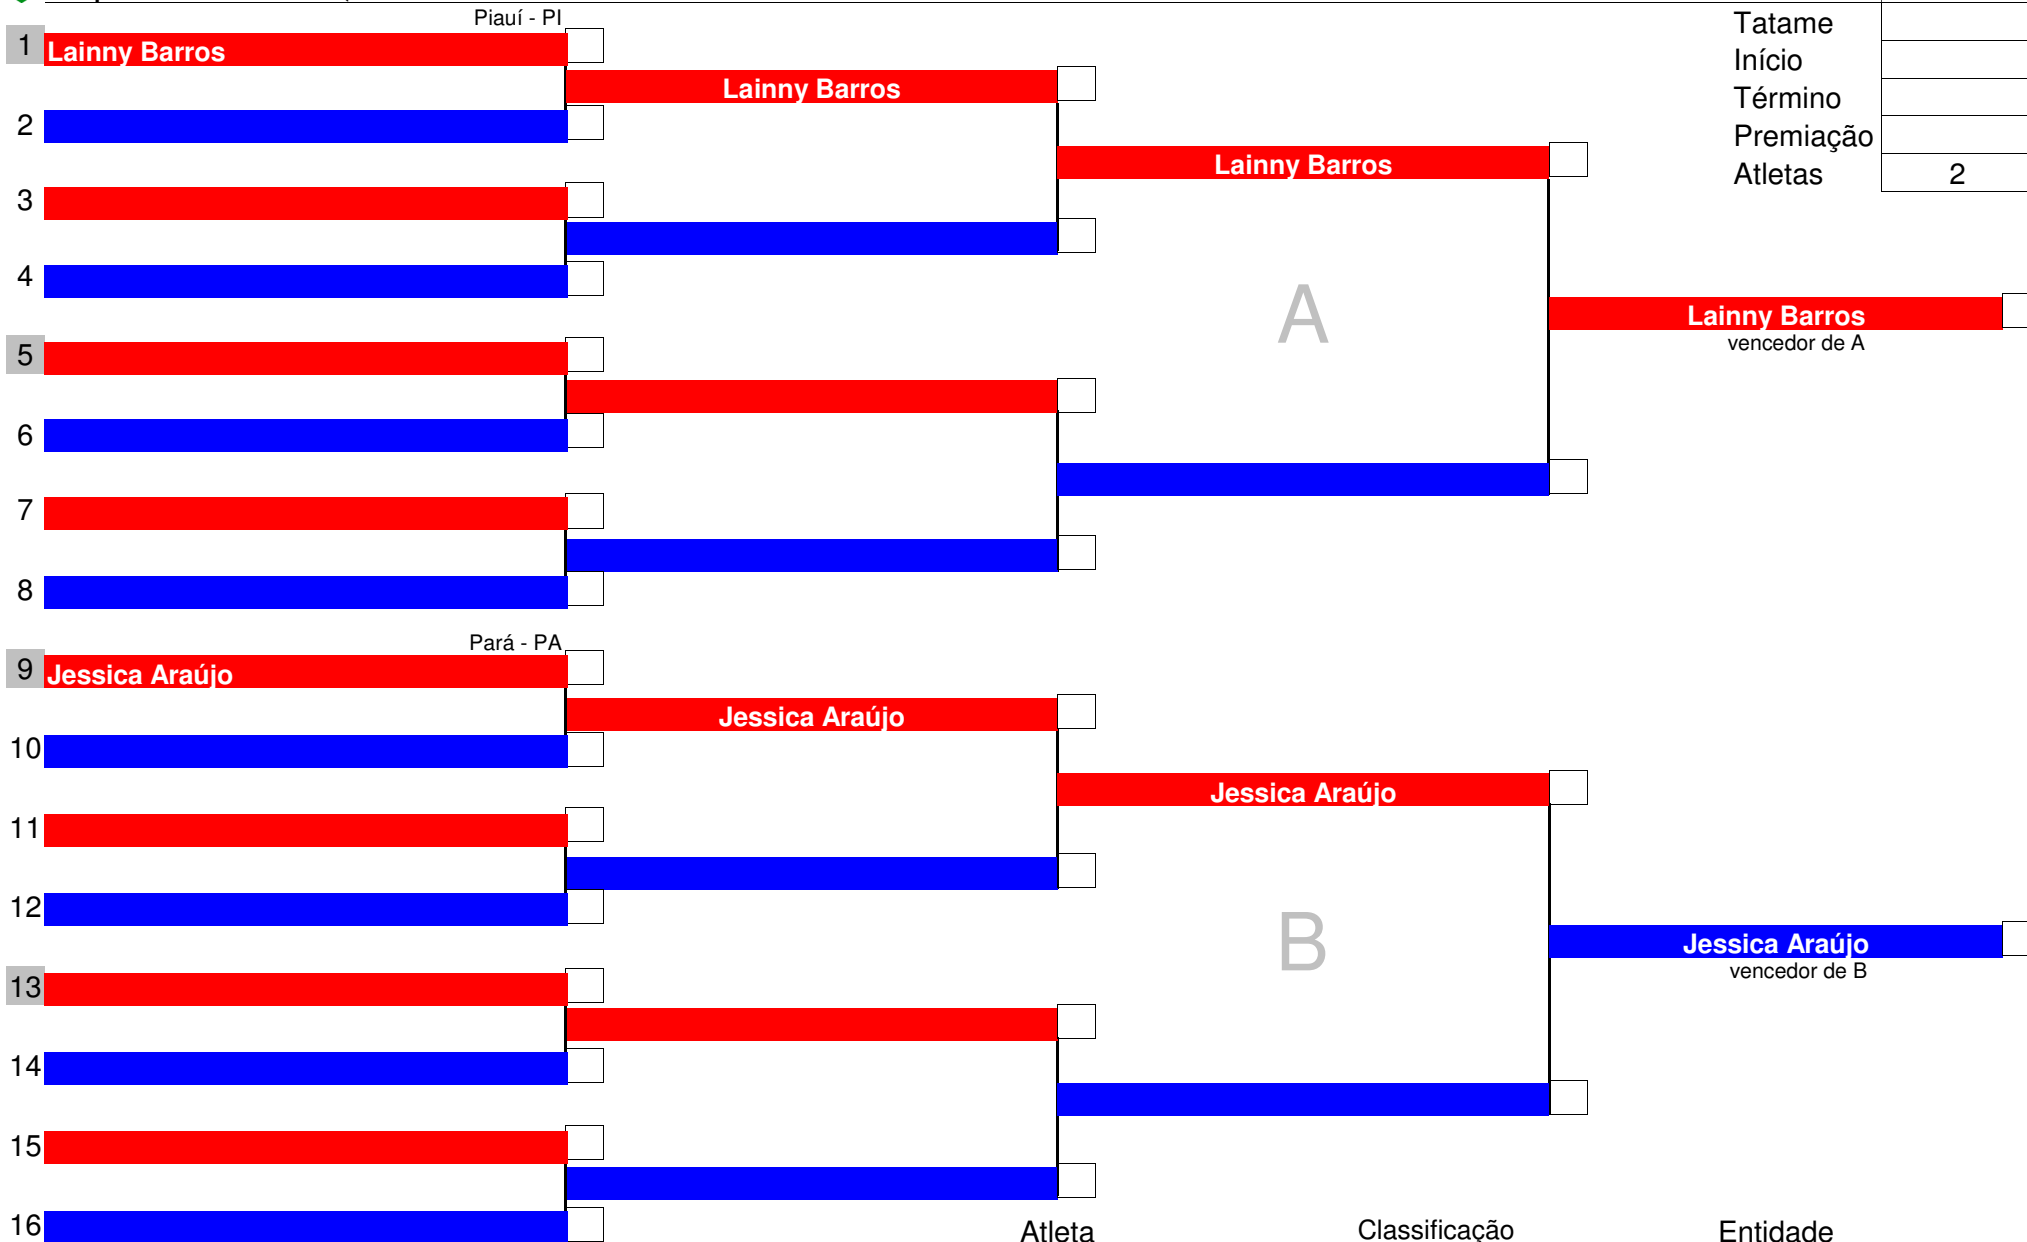 Piauí - PI
Tatame
1 Lainny Barros
Início
Lainny Barros
Término
2
Premiação
Lainny Barros
Atletas 2
3
4
A
Lainny Barros
vencedor de A
5
6
7
8
Pará - PA
9 Jessica Araújo
Jessica Araújo
10
Jessica Araújo
11
12
B
Jessica Araújo
vencedor de B
13
14
15
16
Atleta Classificação Entidade